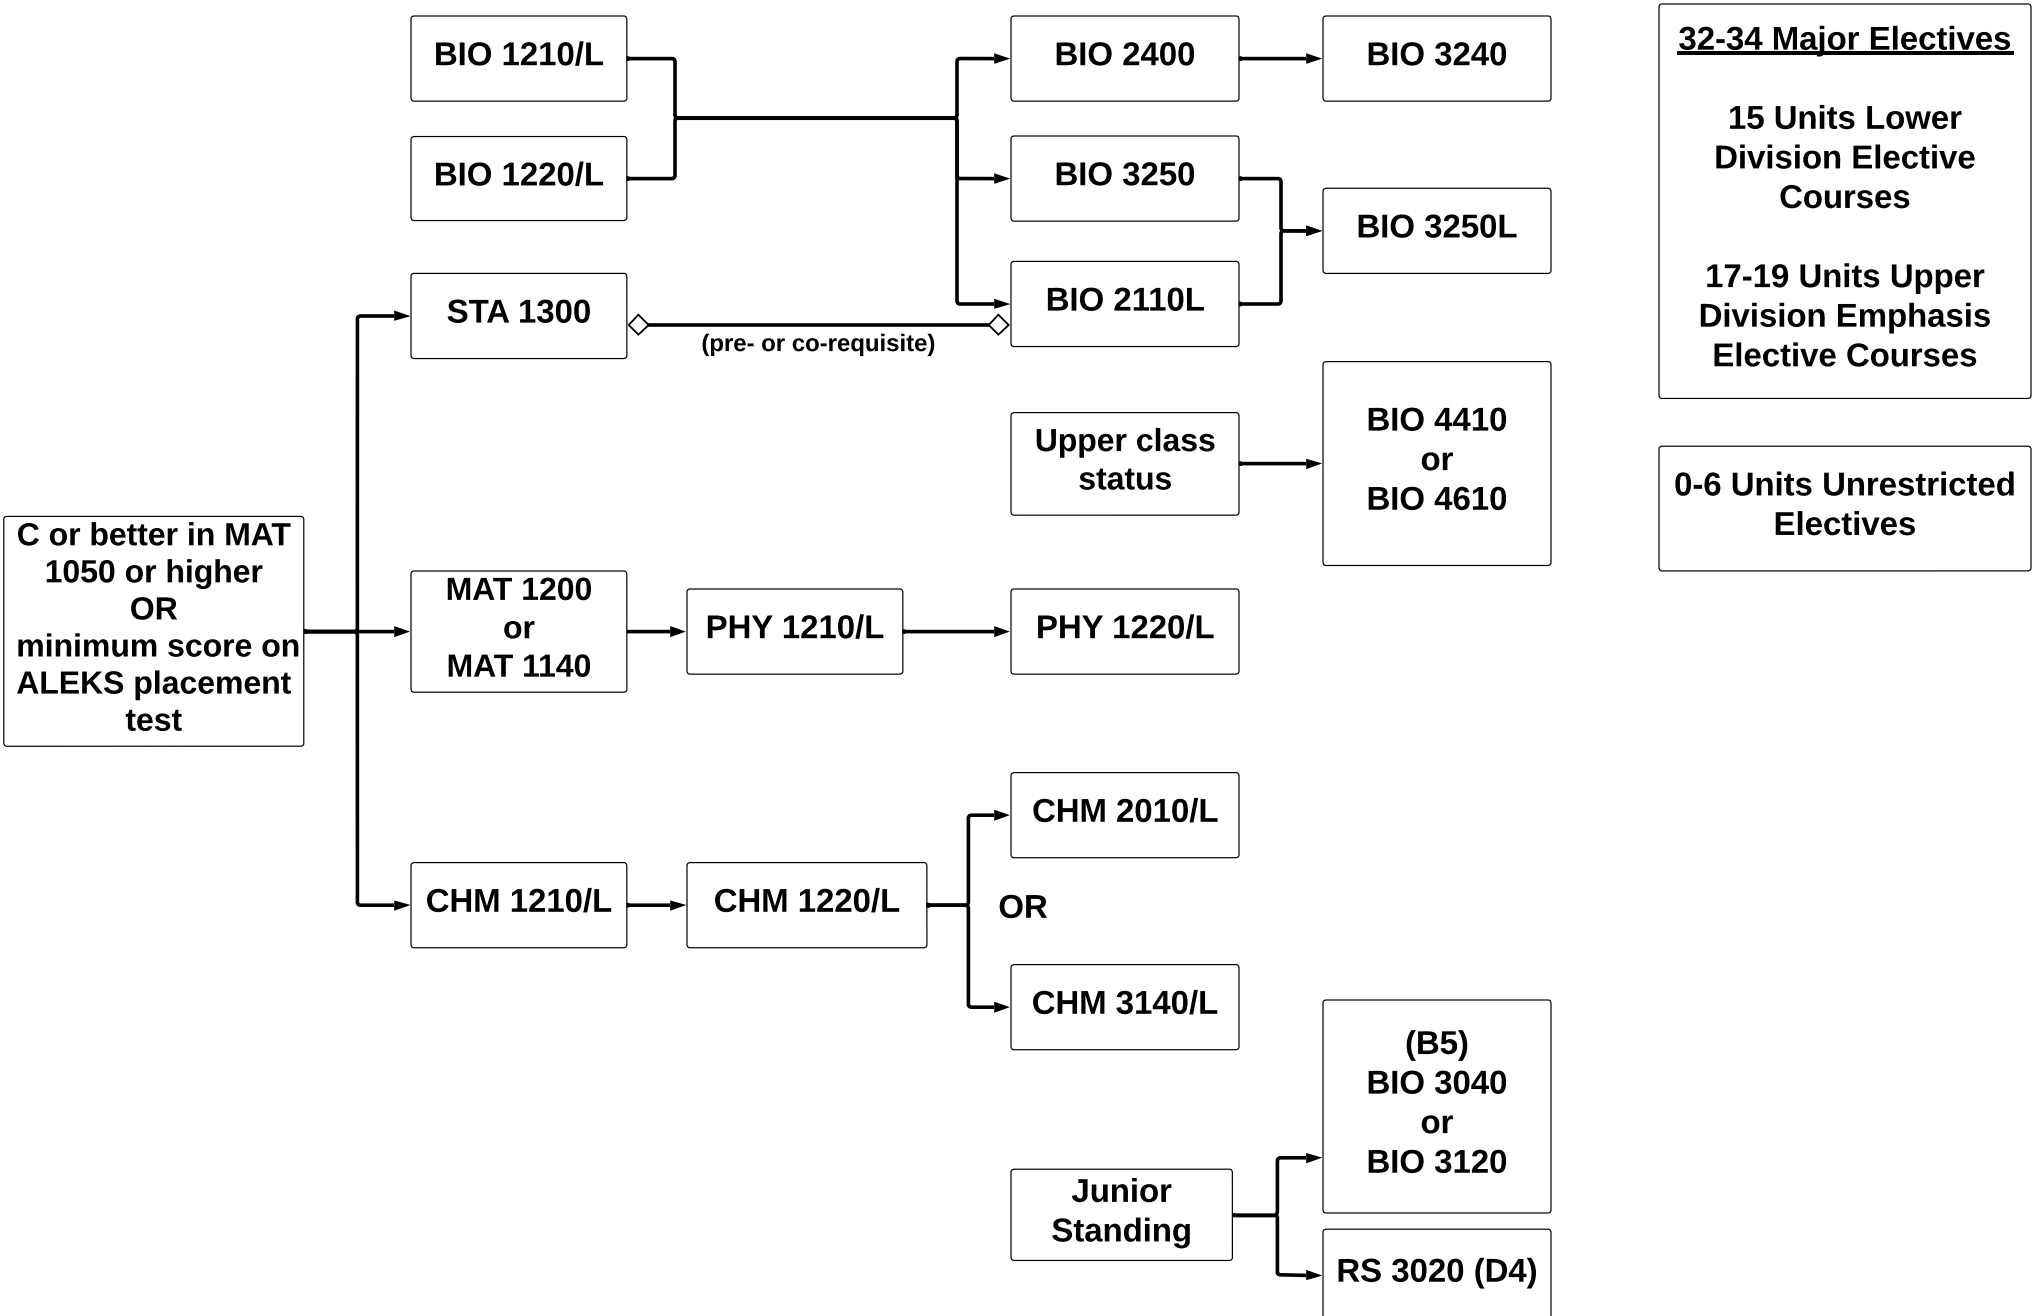 BIO 1210/L
BIO 2400
BIO 3240
BIO 1220/L
BIO 3250
BIO 3250L
STA 1300
(pre- or co-requisite)
BIO 2110L
Upper class
status
BIO 4410
or
BIO 4610
C or better in MAT
1050 or higher
OR
minimum score on
ALEKS placement
test
MAT 1200
or
MAT 1140
PHY 1210/L
PHY 1220/L
CHM 1210/L
CHM 1220/L
CHM 2010/L
OR
CHM 3140/L
Junior
Standing
(B5)
BIO 3040
or
BIO 3120
RS 3020 (D4)
32-34 Major Electives
15 Units Lower
Division Elective
Courses
17-19 Units Upper
Division Emphasis
Elective Courses
0-6 Units Unrestricted
Electives